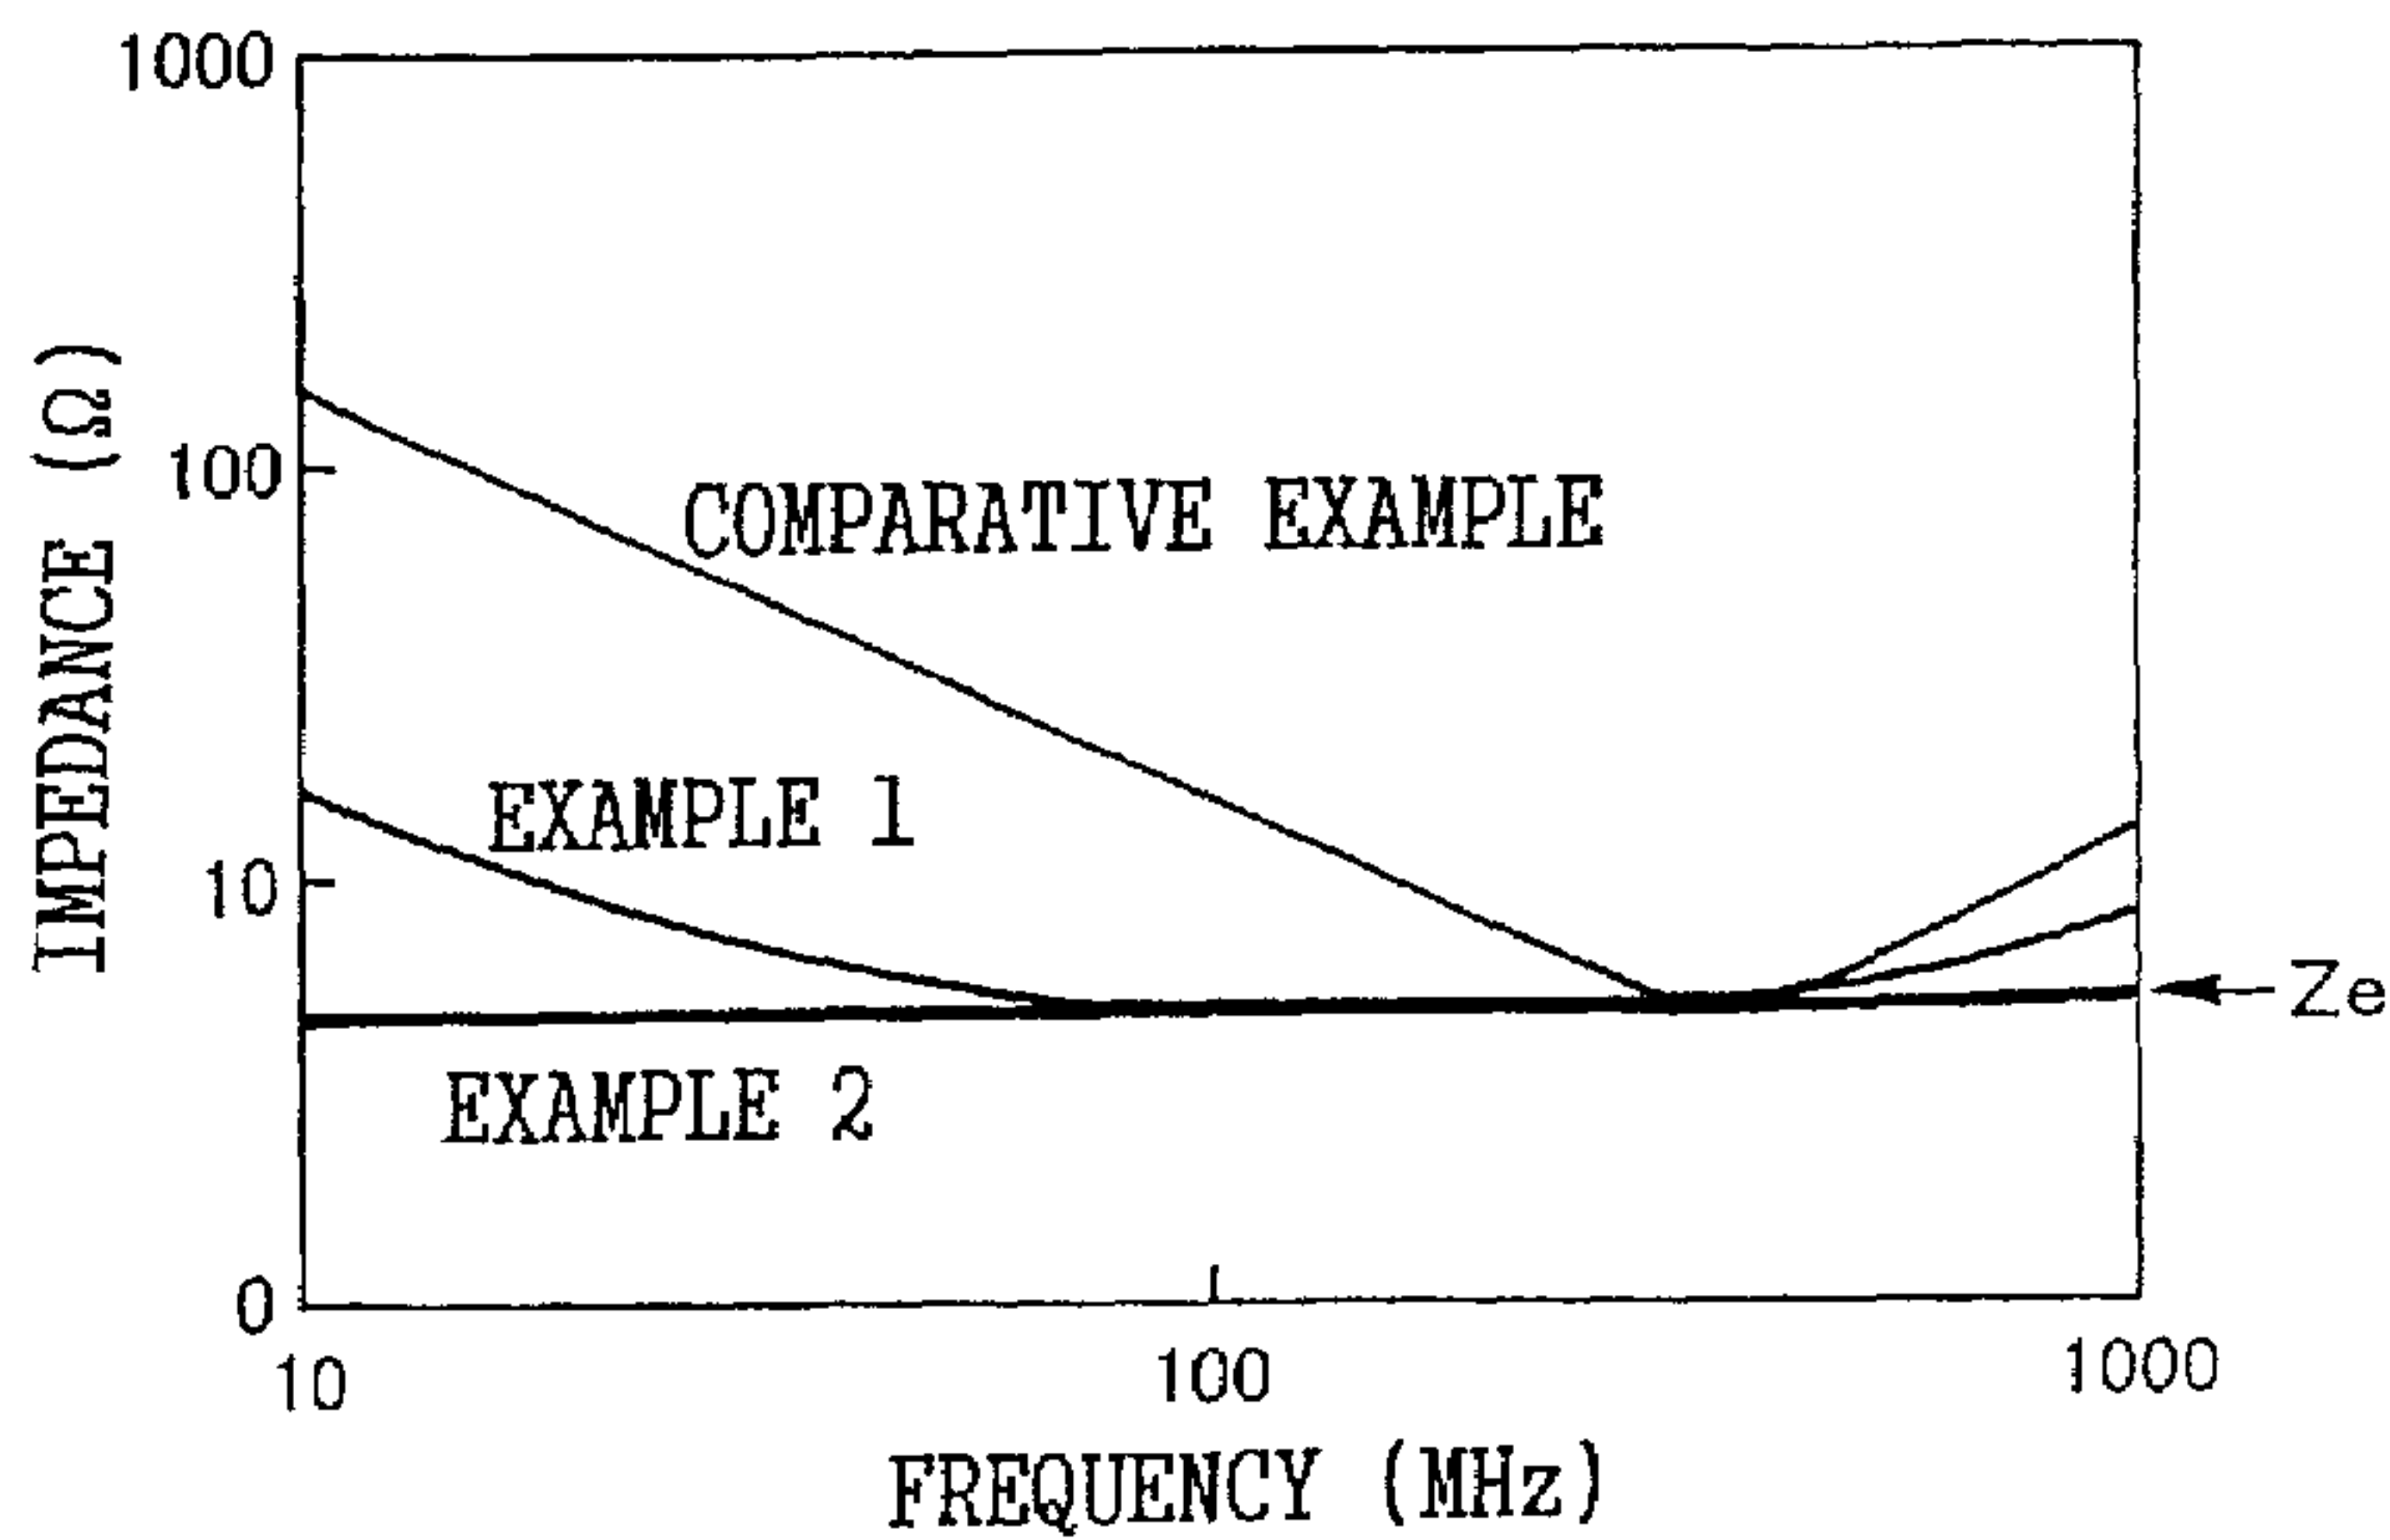 1000
IMPEDANCE (Ω)
100
COMPARATIVE EXAMPLE
EXAMPLE 1
10
Ze
EXAMPLE 2
0
10
100
1000
FREQUENCY (MHz)